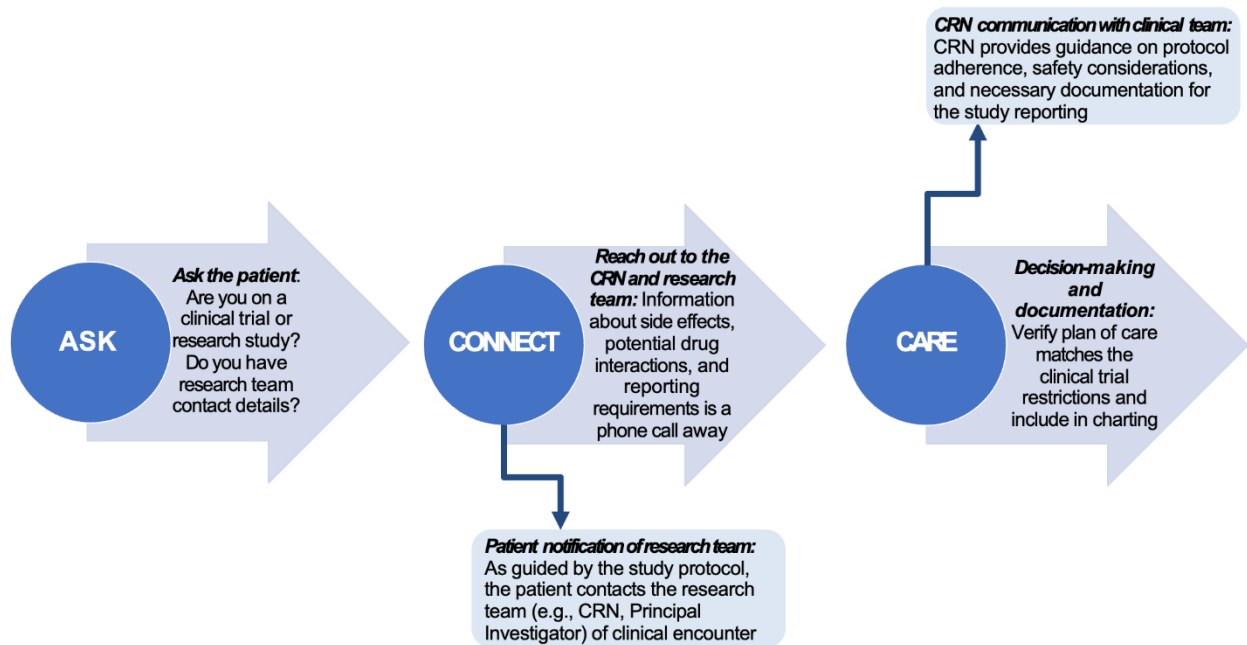 ASK
Ask the patient:
Are you on a
clinical trial or
research study?
Do you have
research team
contact details?
CONNECT
Reach out to the
CRN and research
team: Information
about side effects,
potential drug
interactions, and
reporting
requirements is a
phone call away
Patient notification of research team:
As guided by the study protocol,
the patient contacts the research
team (e.g., CRN, Principal
Investigator) of clinical encounter
CARE
Decision-making
and
documentation:
Verify plan of care
matches the
clinical trial
restrictions and
include in charting
CRN communication with clinical team:
CRN provides guidance on protocol
adherence, safety considerations,
and necessary documentation for
the study reporting